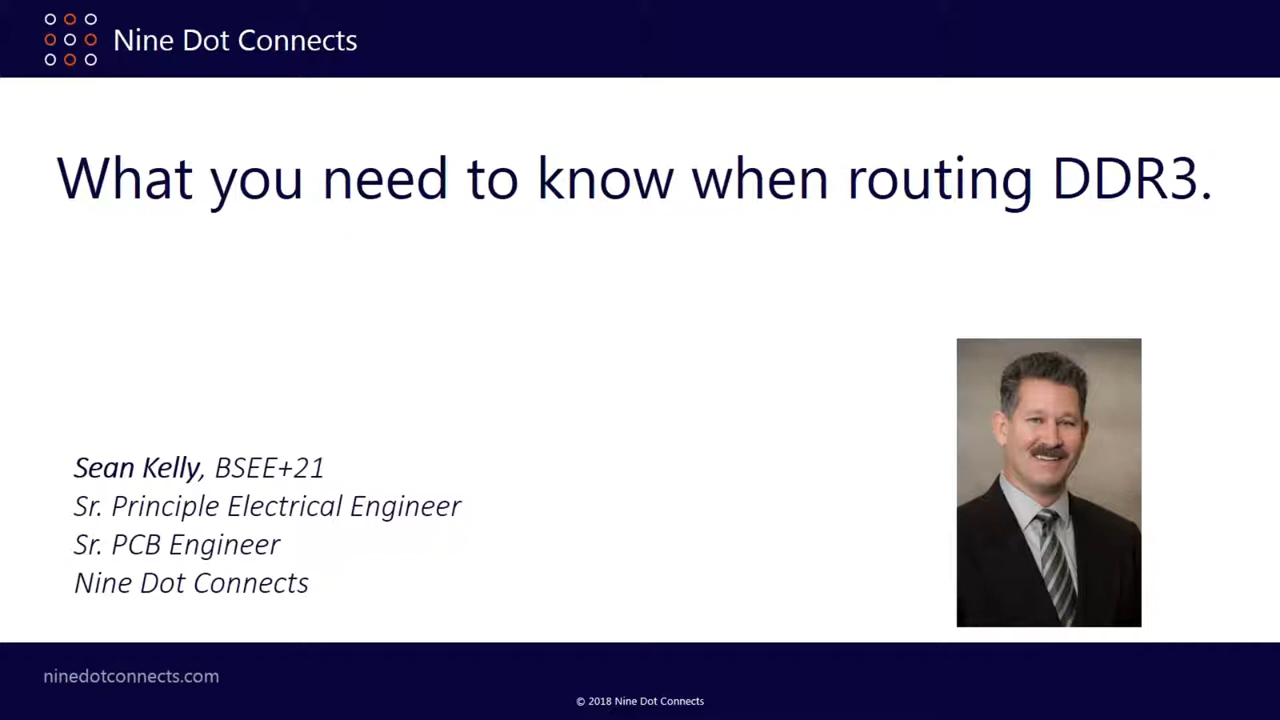 Nine Dot Connects
What you need to know when routing DDR3.
Sean Kelly, BSEE+21
Sr. Principle Electrical Engineer
Sr. PCB Engineer
Nine Dot Connects
ninedotconnects.com
© 2018 Nine Dot Connects